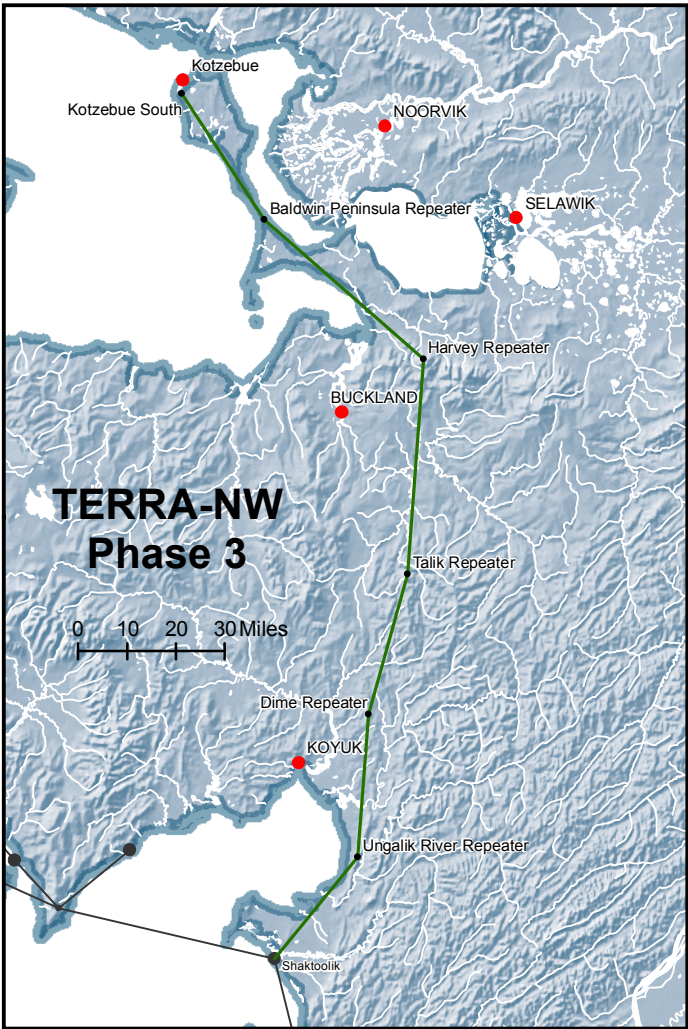 Kotzebue
Kotzebue South
NOORVIK
SELAWIK
Baldwin Peninsula Repeater
Harvey Repeater
BUCKLAND
TERRA-NW
Phase 3
Talik Repeater
0 10 20 30 Miles
Dime Repeater
KOYUK
Ungalik River Repeater
Shaktoolik